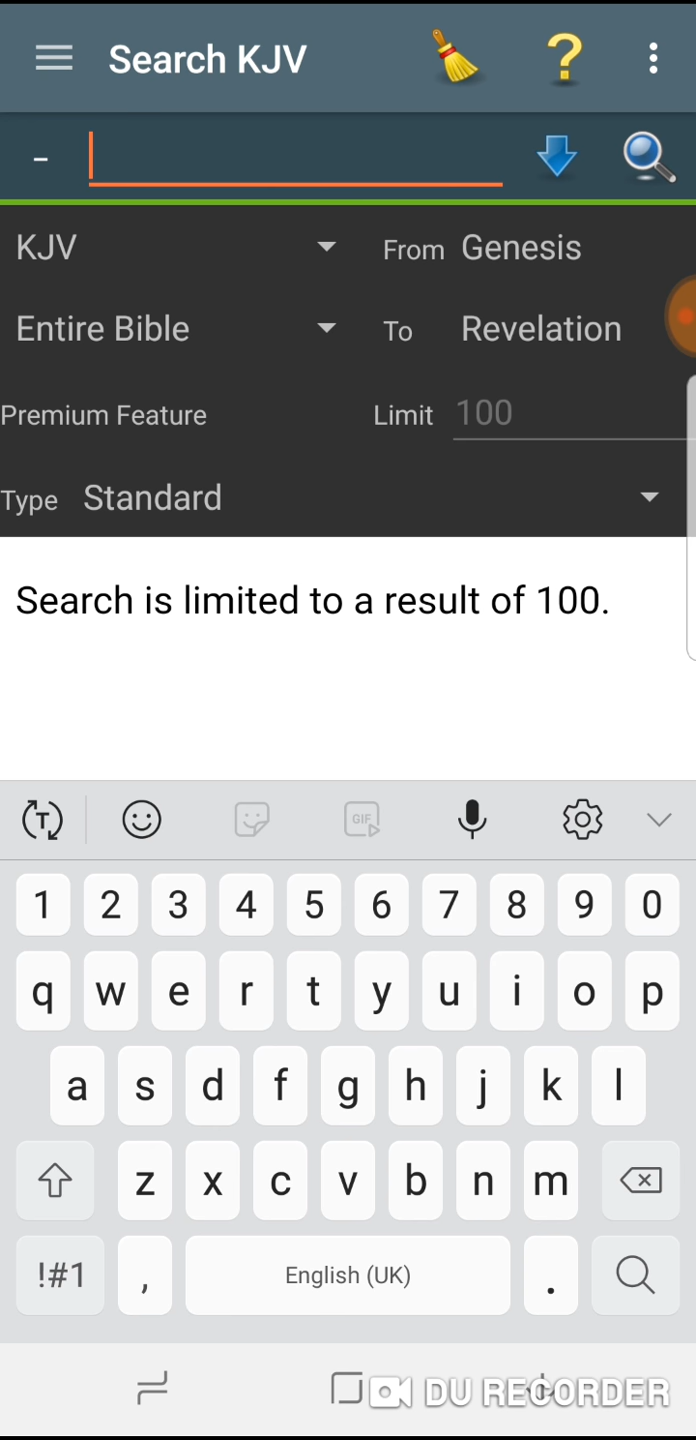 Search KJV
-
KJV From Genesis
Entire Bible To Revelation
Premium Feature Limit 100
Type Standard
Search is limited to a result of 100.
T
GIF
1 2 3 4 5 6 7 8 9 0
q w e r t y u i o p
a s d f g h j k l
z x c v b n m
!#1 , English (UK) .
DU RECORDER